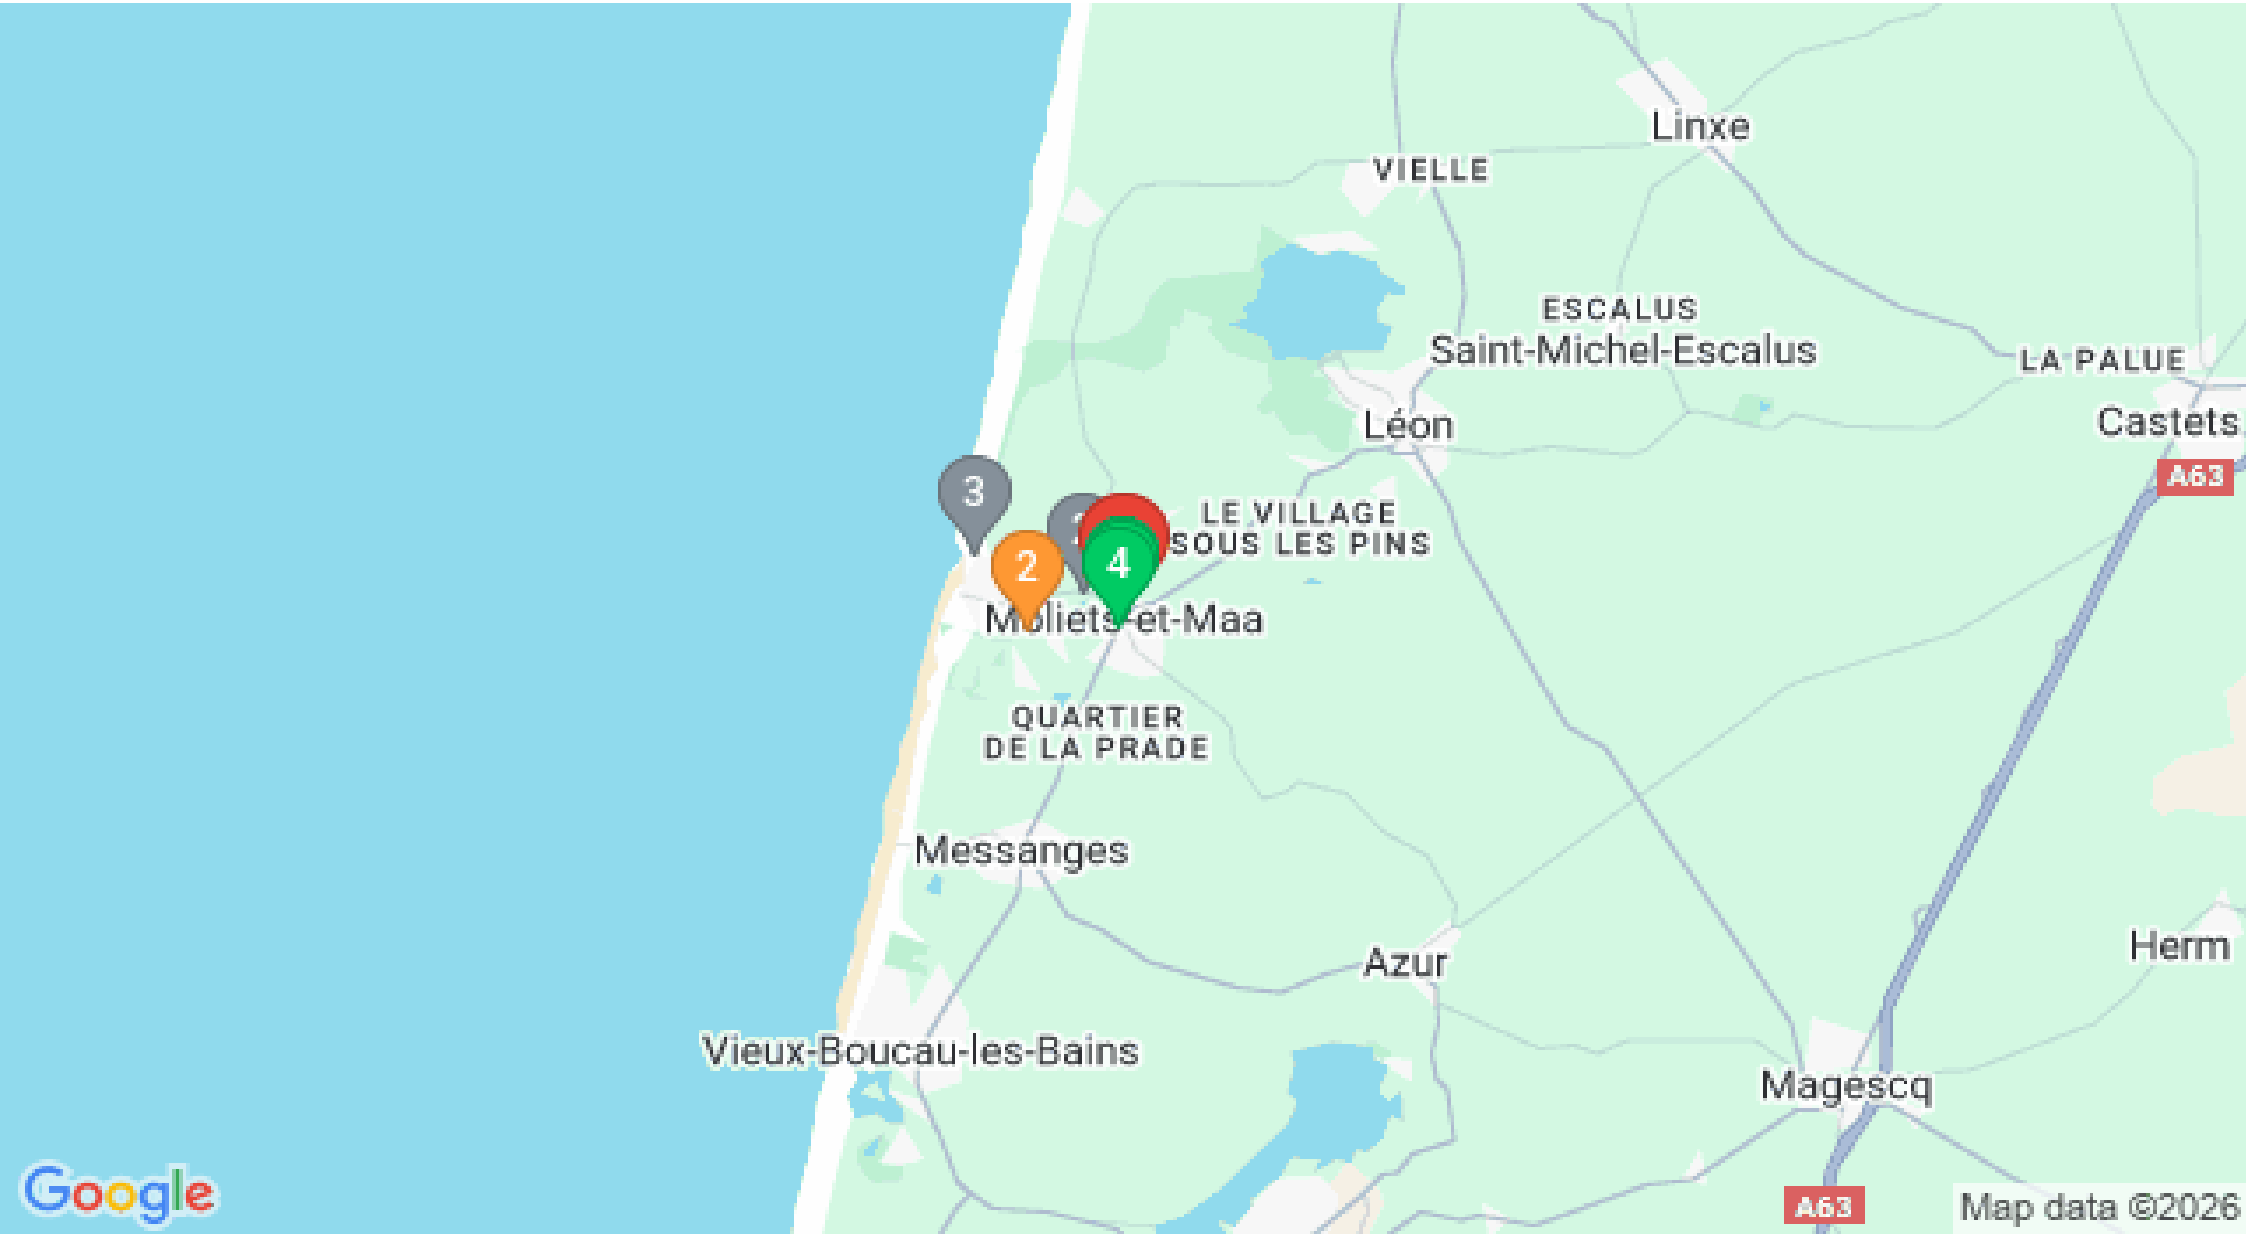 Linxe
VIELLE
ESCALUS
Saint-Michel-Escalus
LA PALUE
Castets
Léon
A63
3
LE VILLAGE
SOUS LES PINS
2
4
Moliets-et-Maa
QUARTIER
DE LA PRADE
Messanges
Herm
Azur
Vieux-Boucau-les-Bains
Magescq
Google
A63
Map data ©2026